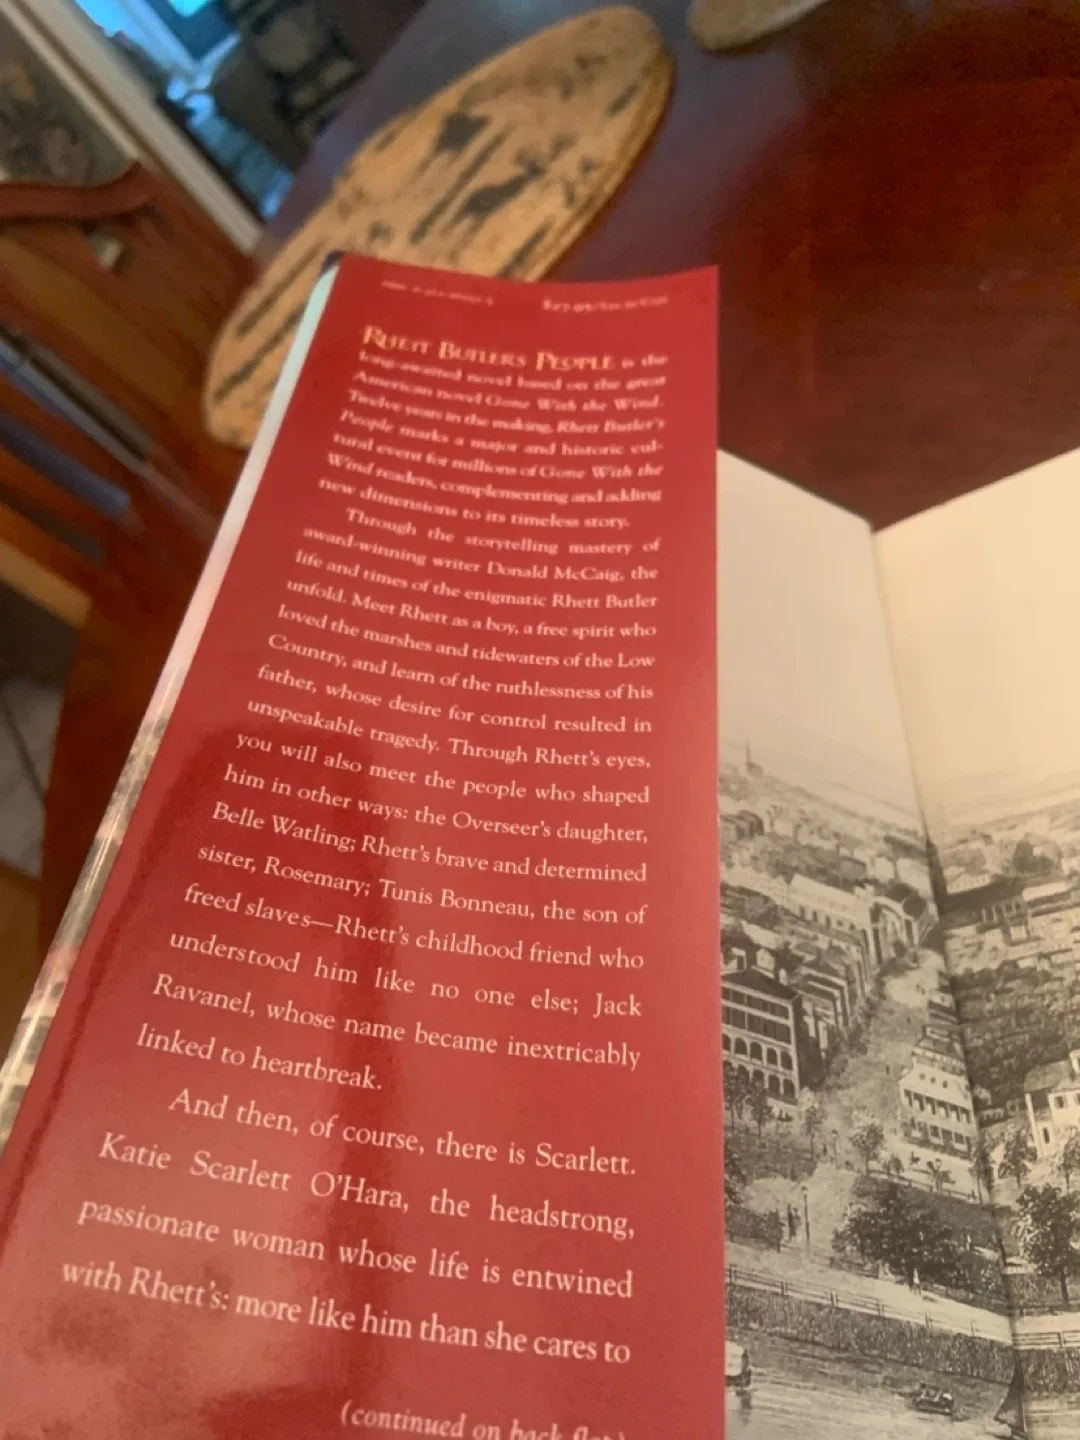 RHETT BUTLER'S PEOPLE is the
long-awaited novel based on the great
American novel Gone With the Wind.
Twelve years in the making, Rhett Butler's
People marks a major and historic cul-
tural event for millions of Gone With the
Wind readers, complementing and adding
new dimensions to its timeless story.
Through the storytelling mastery of
award-winning writer Donald McCaig, the
life and times of the enigmatic Rhett Butler
unfold. Meet Rhett as a boy, a free spirit who
loved the marshes and tidewaters of the Low
Country, and learn of the ruthlessness of his
father, whose desire for control resulted in
unspeakable tragedy. Through Rhett's eyes,
you will also meet the people who shaped
him in other ways: the Overseer's daughter,
Belle Watling; Rhett's brave and determined
sister, Rosemary; Tunis Bonneau, the son of
freed slaves—Rhett's childhood friend who
understood him like no one else; Jack
Ravanel, whose name became inextricably
linked to heartbreak.
And then, of course, there is Scarlett.
Katie Scarlett O'Hara, the headstrong,
passionate woman whose life is entwined
with Rhett's: more like him than she cares to
(continued on back flap)